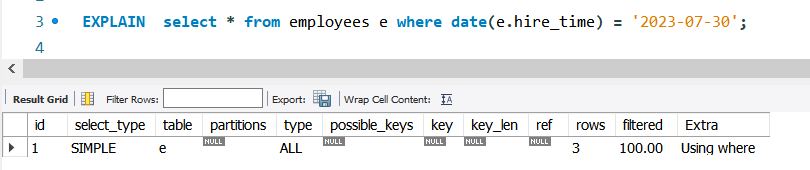 3 EXPLAIN select * from employees e where date(e.hire_time) = '2023-07-30';
4
Result Grid Filter Rows: Export: Wrap Cell Content: IA
id select_type table partitions type possible_keys key key_len ref rows filtered Extra
1 SIMPLE e NULL ALL NULL NULL NULL NULL 3 100.00 Using where